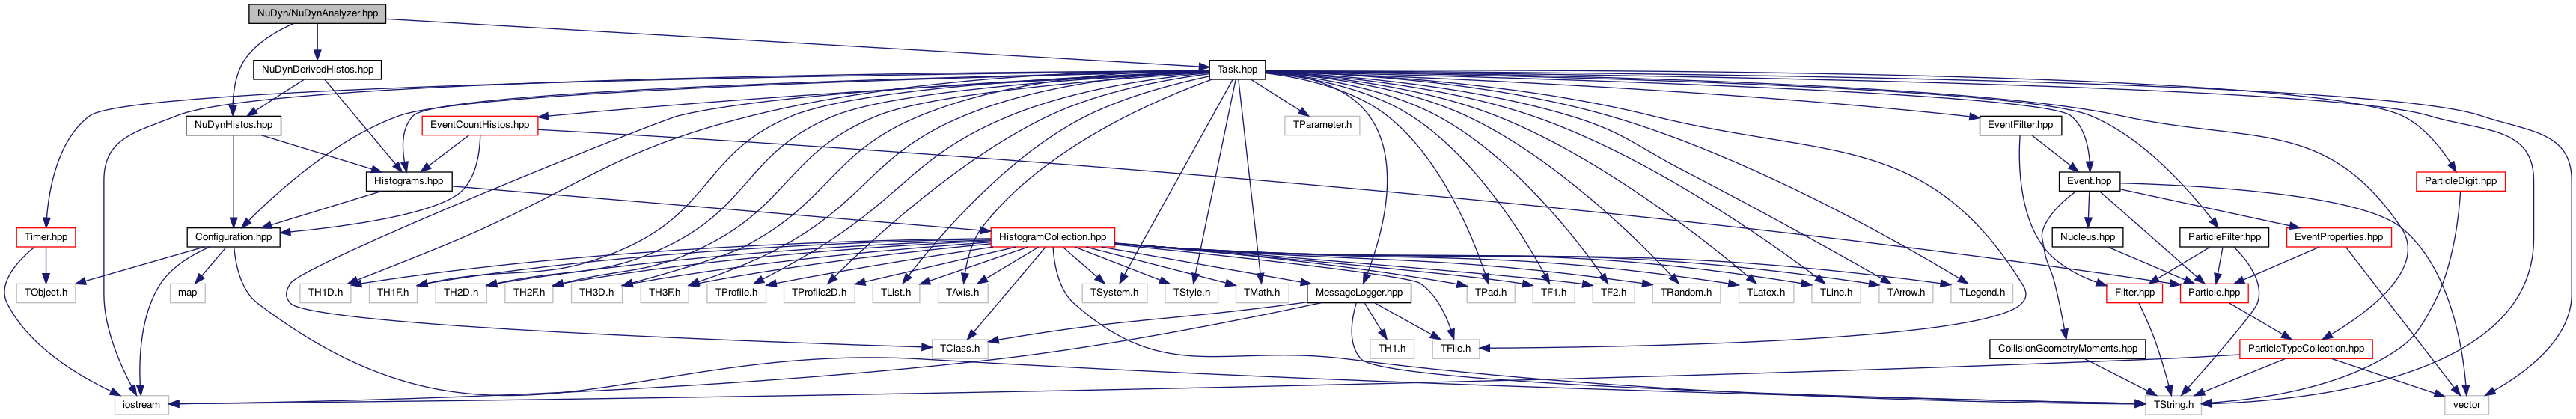 NuDyn/NuDynAnalyzer.hpp
NuDynDerivedHistos.hpp
Task.hpp
NuDynHistos.hpp
EventCountHistos.hpp
TParameter.h
EventFilter.hpp
Histograms.hpp
Event.hpp
ParticleDigit.hpp
Timer.hpp
Configuration.hpp
HistogramCollection.hpp
Nucleus.hpp
ParticleFilter.hpp
EventProperties.hpp
TObject.h
map
TH1D.h
TH1F.h
TH2D.h
TH2F.h
TH3D.h
TH3F.h
TProfile.h
TProfile2D.h
TList.h
TAxis.h
TSystem.h
TStyle.h
TMath.h
MessageLogger.hpp
TPad.h
TF1.h
TF2.h
TRandom.h
TLatex.h
TLine.h
TArrow.h
TLegend.h
Filter.hpp
Particle.hpp
TClass.h
TH1.h
TFile.h
CollisionGeometryMoments.hpp
ParticleTypeCollection.hpp
iostream
TString.h
vector